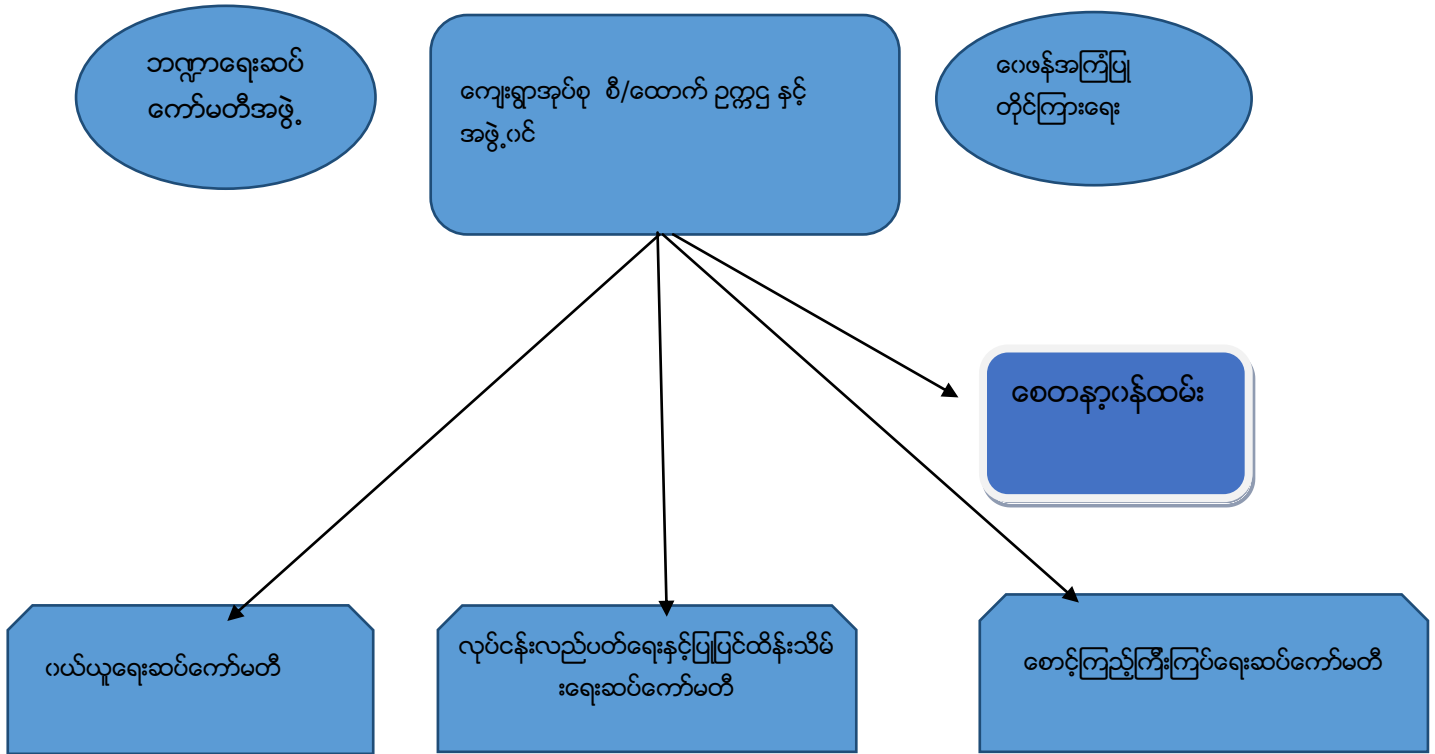 ဘဏ္ဍာရေးဆပ်
ကော်မတီအဖွဲ့
ကျေးရွာအုပ်စု စီ/ထောက် ဥက္ကဌ နှင့်
အဖွဲ့ဝင်
ဝေဖန်အကြံပြု
တိုင်ကြားရေး
စေတနာ့ဝန်ထမ်း
ဝယ်ယူရေးဆပ်ကော်မတီ
လုပ်ငန်းလည်ပတ်ရေးနှင့်ပြုပြင်ထိန်းသိမ်
းရေးဆပ်ကော်မတီ
စောင့်ကြည့်ကြီးကြပ်ရေးဆပ်ကော်မတီ